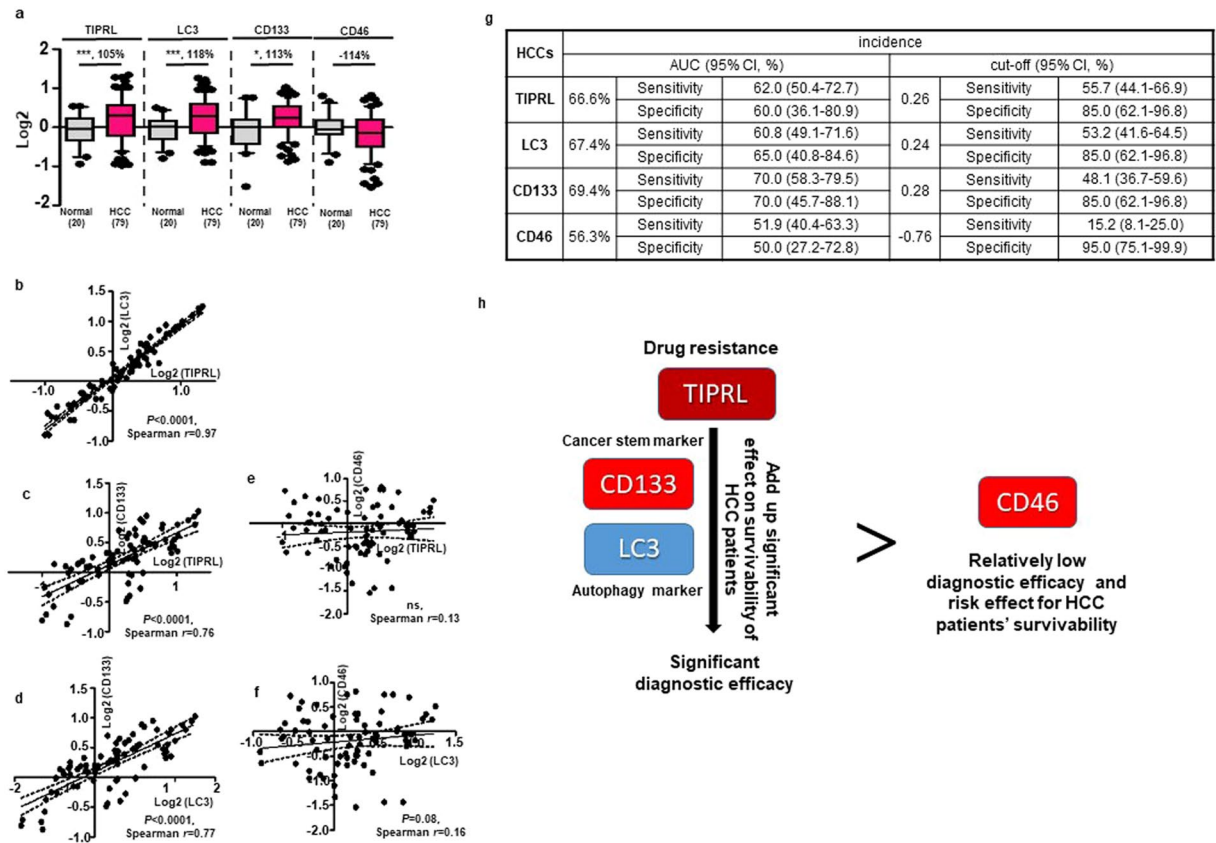 a
TIPRL LC3 CD133 CD46
***, 105% ***, 118% *, 113% -114%
Log2
2
1
0
-1
-2
Normal (20) HCC (79) Normal (20) HCC (79) Normal (20) HCC (79) Normal (20) HCC (79)
b
Log2 (LC3)
1.5
1.0
0.5
Log2 (TIPRL)
-1.0 1.0
-0.5
-1.0
P<0.0001,
Spearman r=0.97
c
Log2 (CD133)
1.5
1.0
0.5
Log2 (TIPRL)
1
-0.5
-1.0
P<0.0001,
Spearman r=0.76
d
Log2 (CD133)
1.5
1.0
0.5
-2 0 1 2
Log2 (LC3)
-0.5
-1.0
P<0.0001,
Spearman r=0.77
e
Log2 (CD46)
1.0
0.5
0.0
-0.5
Log2 (TIPRL)
-1.0
-1.5
-2.0
ns,
Spearman r=0.13
f
Log2 (CD46)
1.0
0.5
-1.0 -0.5 0.5 1.0 1.5
Log2 (LC3)
-0.5
-1.0
-1.5
-2.0
P=0.08,
Spearman r=0.16
g
HCCs incidence
AUC (95% CI, %) cut-off (95% CI, %)
TIPRL 66.6% Sensitivity 62.0 (50.4-72.7) 0.26 Sensitivity 55.7 (44.1-66.9)
Specificity 60.0 (36.1-80.9) Specificity 85.0 (62.1-96.8)
LC3 67.4% Sensitivity 60.8 (49.1-71.6) 0.24 Sensitivity 53.2 (41.6-64.5)
Specificity 65.0 (40.8-84.6) Specificity 85.0 (62.1-96.8)
CD133 69.4% Sensitivity 70.0 (58.3-79.5) 0.28 Sensitivity 48.1 (36.7-59.6)
Specificity 70.0 (45.7-88.1) Specificity 85.0 (62.1-96.8)
CD46 56.3% Sensitivity 51.9 (40.4-63.3) -0.76 Sensitivity 15.2 (8.1-25.0)
Specificity 50.0 (27.2-72.8) Specificity 95.0 (75.1-99.9)
h
Drug resistance
TIPRL
Cancer stem marker
CD133
LC3
Autophagy marker
Add up significant
effect on survivability of
HCC patients
Significant
diagnostic efficacy
>
CD46
Relatively low
diagnostic efficacy and
risk effect for HCC
patients' survivability